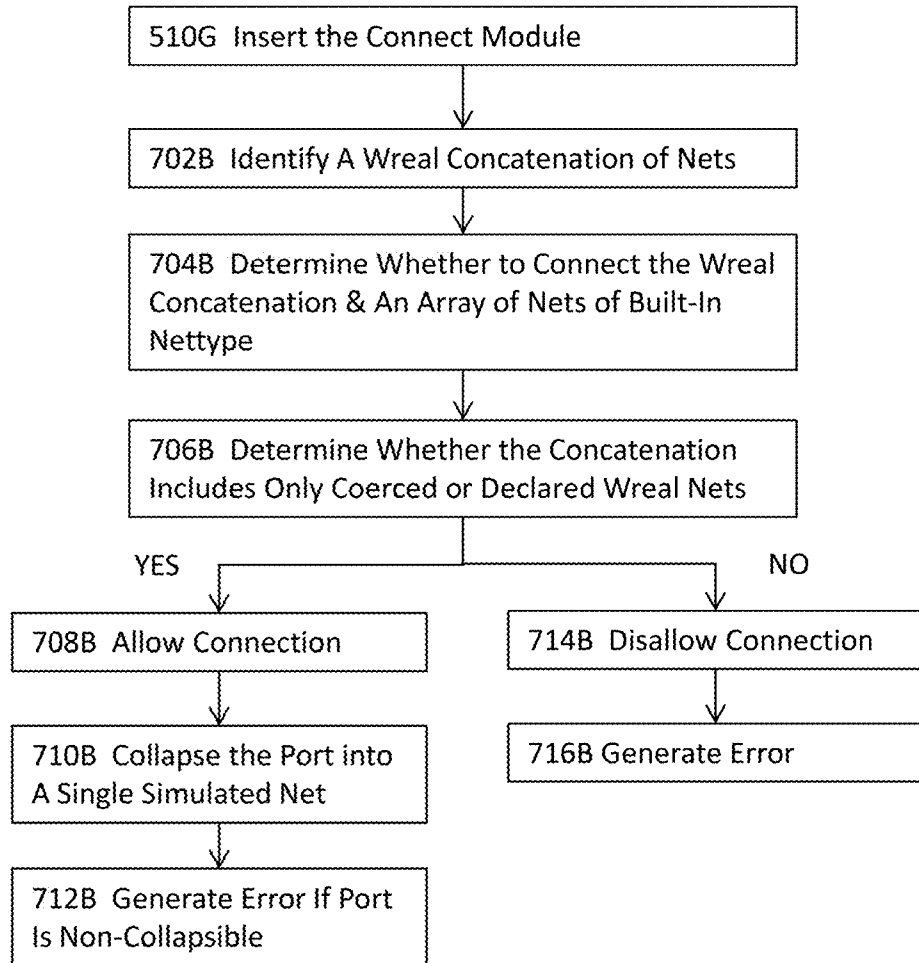 510G Insert the Connect Module
702B Identify A Wreal Concatenation of Nets
704B Determine Whether to Connect the Wreal
Concatenation & An Array of Nets of Built-In
Nettype
706B Determine Whether the Concatenation
Includes Only Coerced or Declared Wreal Nets
YES
NO
708B Allow Connection
714B Disallow Connection
710B Collapse the Port into
A Single Simulated Net
716B Generate Error
712B Generate Error If Port
Is Non-Collapsible